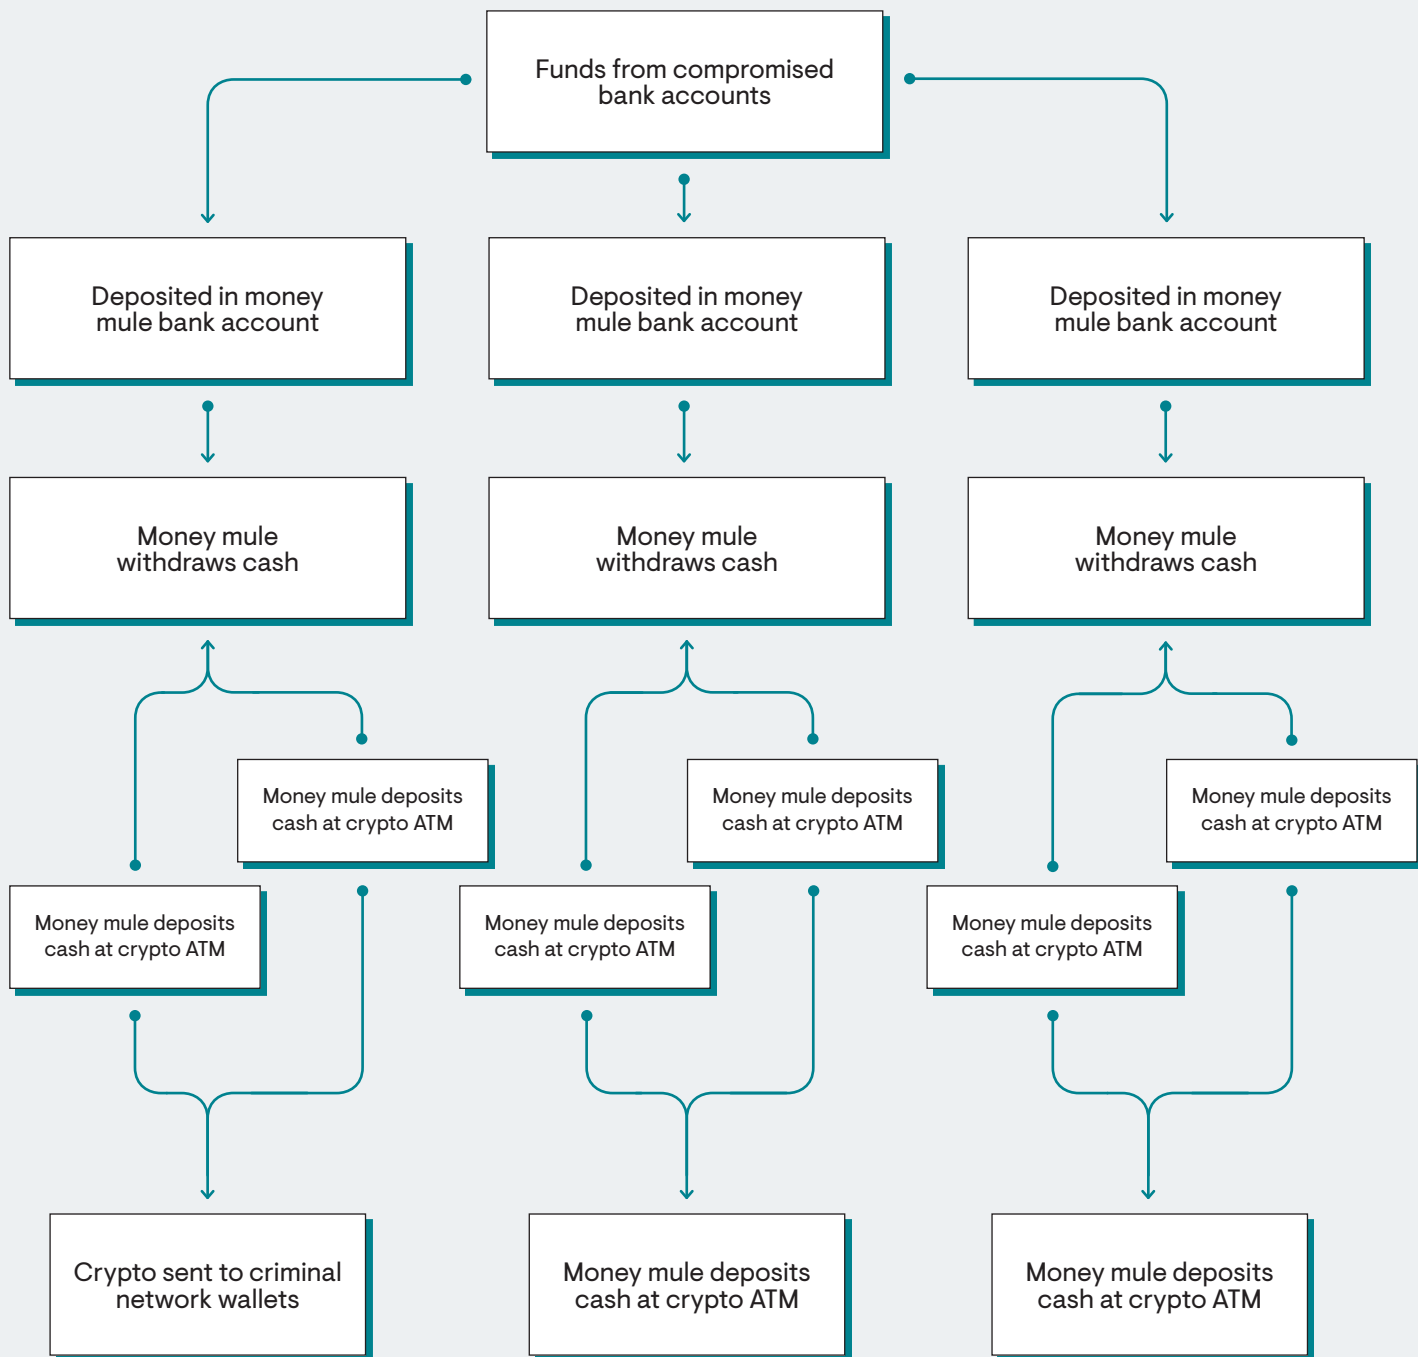 Funds from compromised
bank accounts
Deposited in money
mule bank account
Deposited in money
mule bank account
Deposited in money
mule bank account
Money mule
withdraws cash
Money mule
withdraws cash
Money mule
withdraws cash
Money mule deposits
cash at crypto ATM
Money mule deposits
cash at crypto ATM
Money mule deposits
cash at crypto ATM
Money mule deposits
cash at crypto ATM
Money mule deposits
cash at crypto ATM
Money mule deposits
cash at crypto ATM
Crypto sent to criminal
network wallets
Money mule deposits
cash at crypto ATM
Money mule deposits
cash at crypto ATM